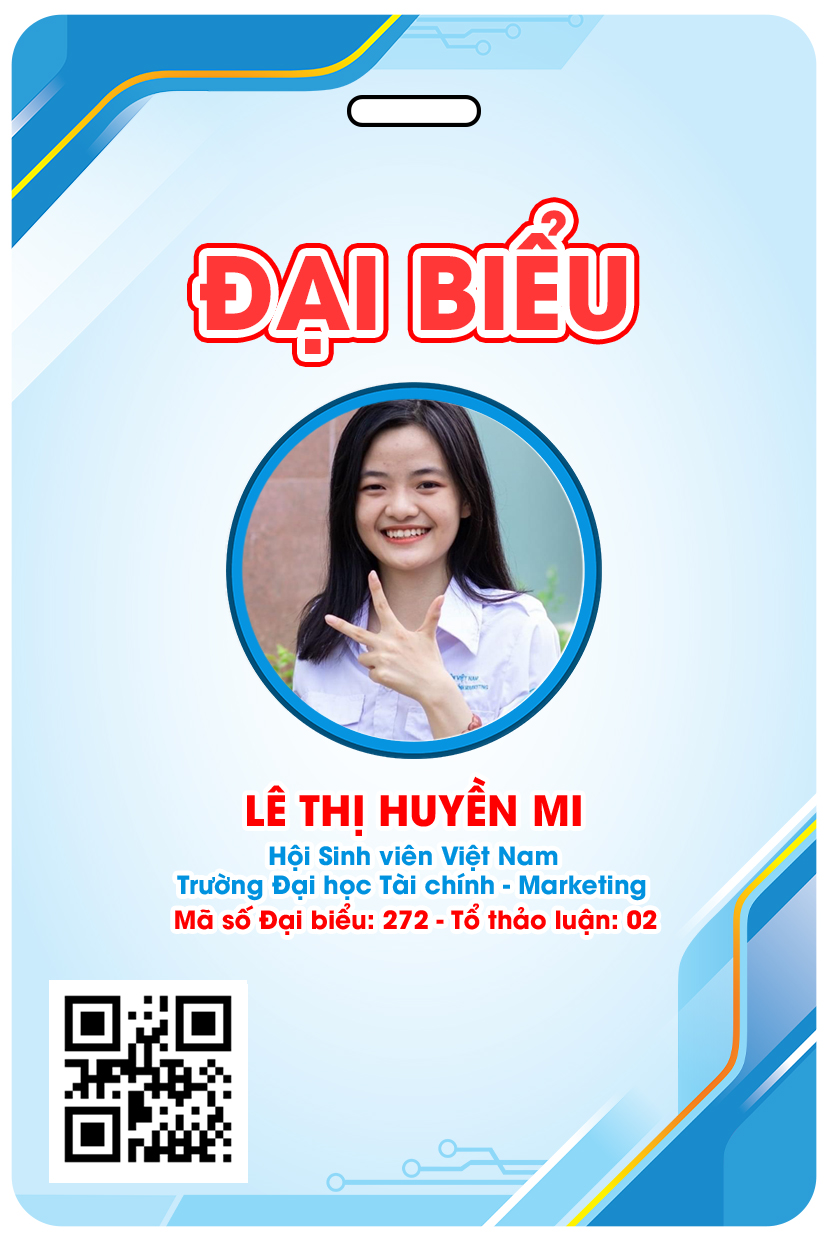 ĐẠI BIỂU
LÊ THỊ HUYỀN MI
Hội Sinh viên Việt Nam
Trường Đại học Tài chính - Marketing
Mã số Đại biểu: 272 - Tổ thảo luận: 02